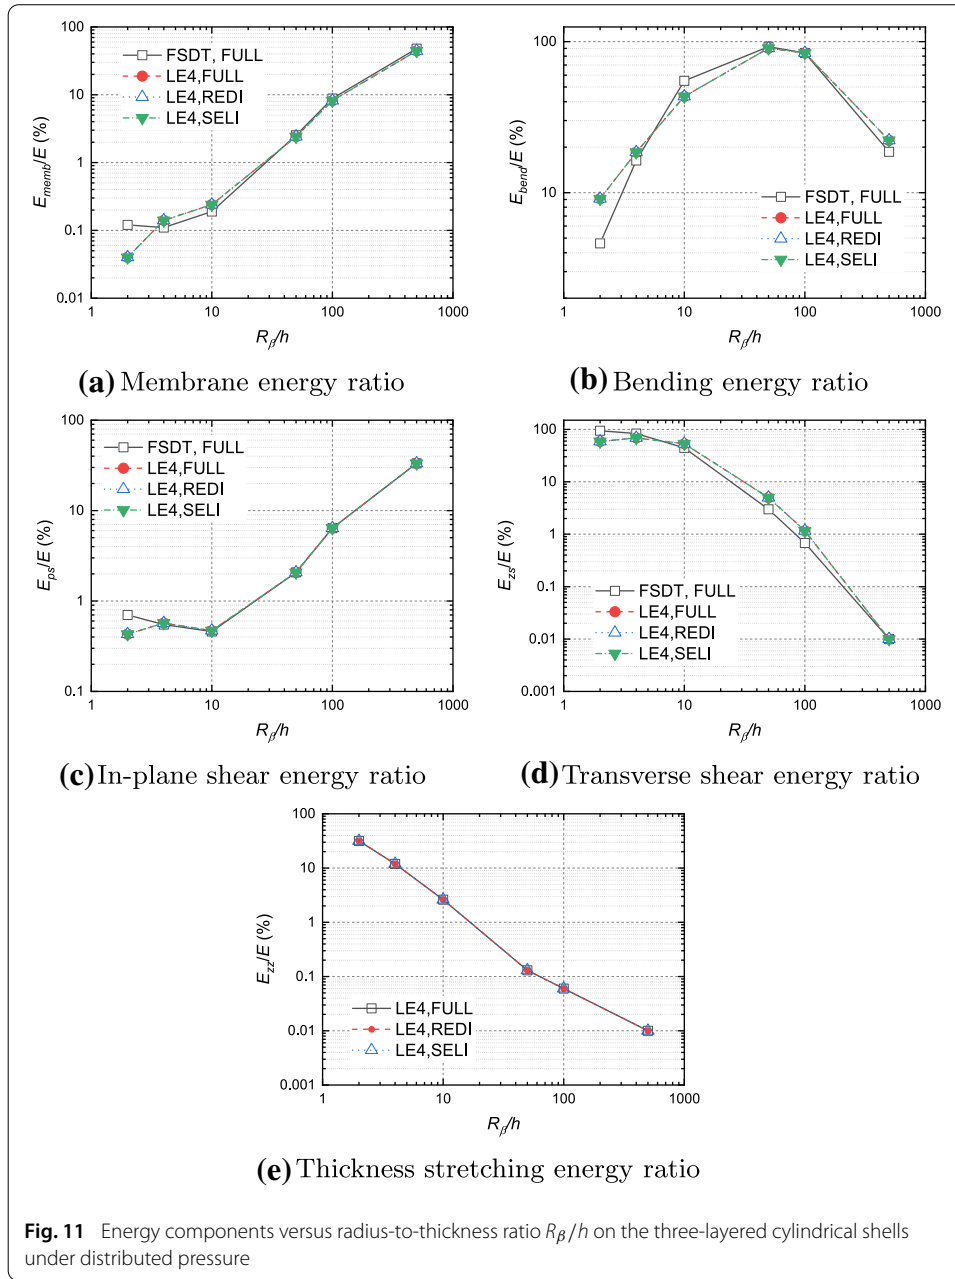 100
10
1
0.1
0.01
E_memb/E (%)
FSDT, FULL
LE4,FULL
LE4,REDI
LE4,SELI
1 10 100 1000
R_β/h
(a) Membrane energy ratio
100
10
E_bend/E (%)
FSDT, FULL
LE4,FULL
LE4,REDI
LE4,SELI
1 10 100 1000
R_β/h
(b) Bending energy ratio
100
10
1
0.1
E_ps/E (%)
FSDT, FULL
LE4,FULL
LE4,REDI
LE4,SELI
1 10 100 1000
R_β/h
(c) In-plane shear energy ratio
100
10
1
0.1
0.01
0.001
E_zs/E (%)
FSDT, FULL
LE4,FULL
LE4,REDI
LE4,SELI
1 10 100 1000
R_β/h
(d) Transverse shear energy ratio
100
10
1
0.1
0.01
0.001
E_zz/E (%)
LE4,FULL
LE4,REDI
LE4,SELI
1 10 100 1000
R_β/h
(e) Thickness stretching energy ratio
Fig. 11 Energy components versus radius-to-thickness ratio R_β/h on the three-layered cylindrical shells
under distributed pressure